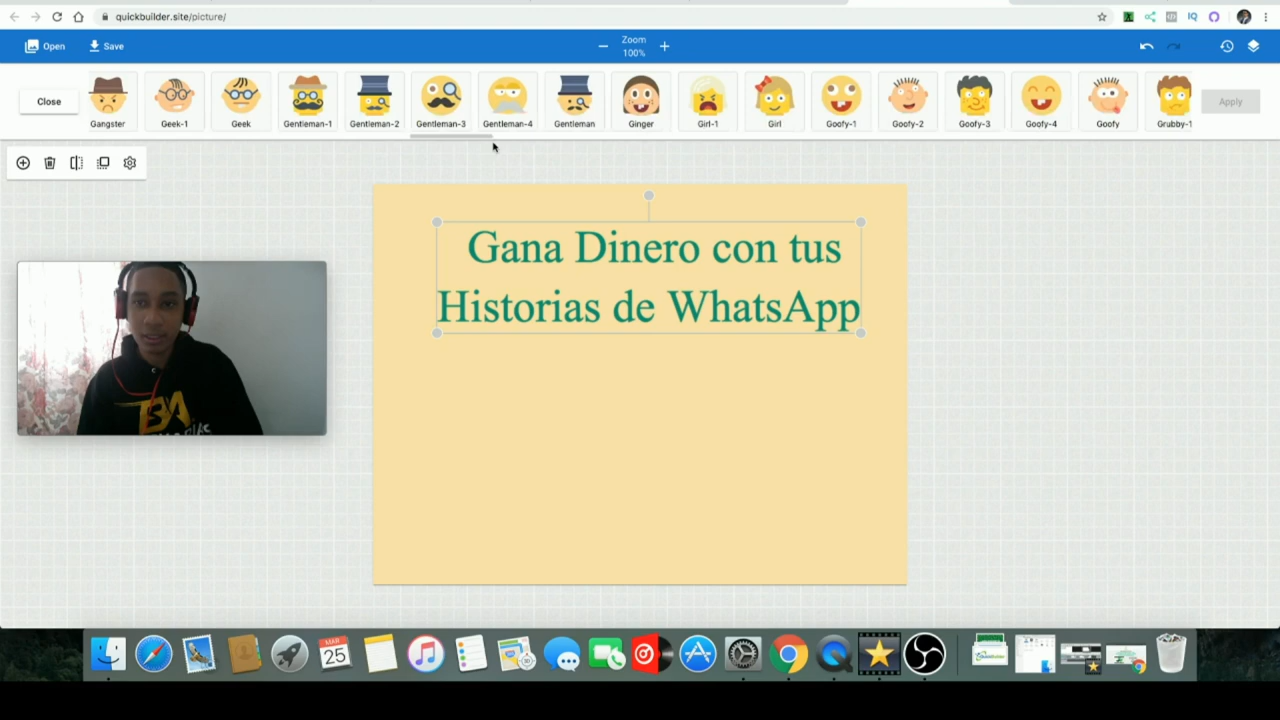 quickbuilder.site/picture/
Open
Save
Zoom
100%
Close
Gangster
Geek-1
Geek
Gentleman-1
Gentleman-2
Gentleman-3
Gentleman-4
Gentleman
Ginger
Girl-1
Girl
Goofy-1
Goofy-2
Goofy-3
Goofy-4
Goofy
Grubby-1
Apply
Gana Dinero con tus
Historias de WhatsApp
MAR
25